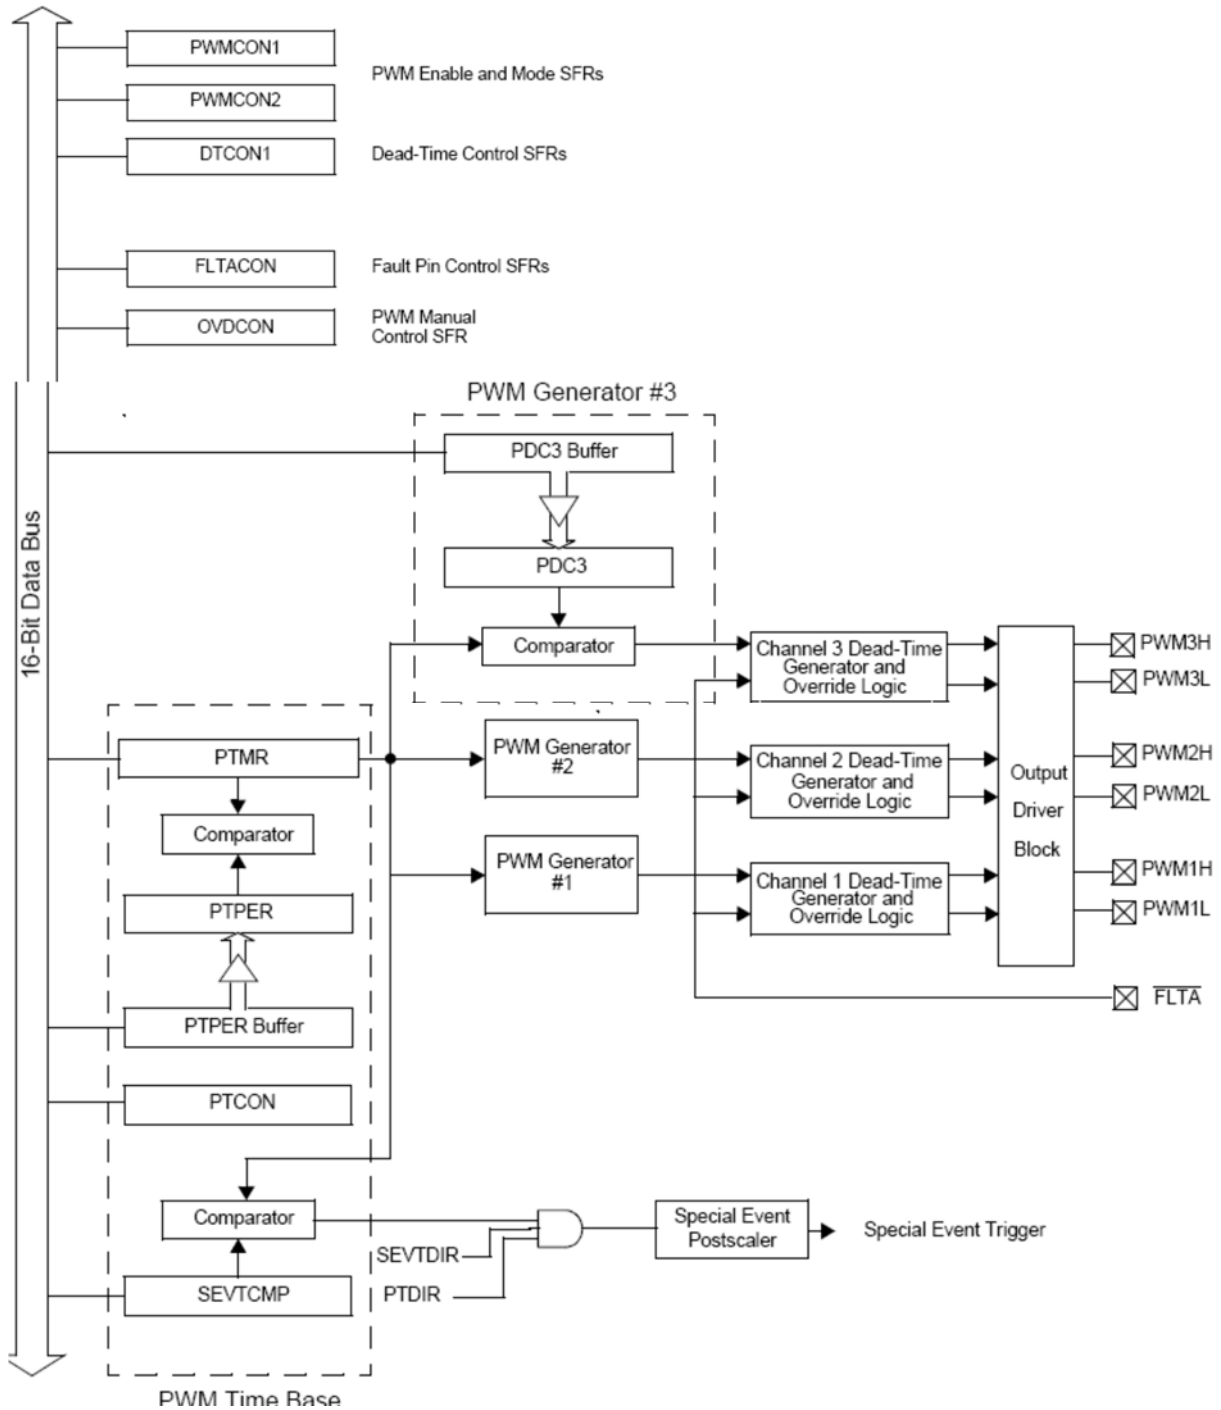 PWMCON1
PWM Enable and Mode SFRs
PWMCON2
DTCON1
Dead-Time Control SFRs
FLTACON
Fault Pin Control SFRs
OVDCON
PWM Manual
Control SFR
PWM Generator #3
PDC3 Buffer
16-Bit Data Bus
PDC3
Comparator
Channel 3 Dead-Time
Generator and
Override Logic
PWM3H
PWM3L
PTMR
PWM Generator
#2
Channel 2 Dead-Time
Generator and
Override Logic
Output
Driver
Block
PWM2H
PWM2L
Comparator
PWM Generator
#1
Channel 1 Dead-Time
Generator and
Override Logic
PWM1H
PWM1L
PTPER
FLTA
PTPER Buffer
PTCON
Comparator
SEVTDIR
PTDIR
Special Event
Postscaler
Special Event Trigger
SEVTCMP
PWM Time Base